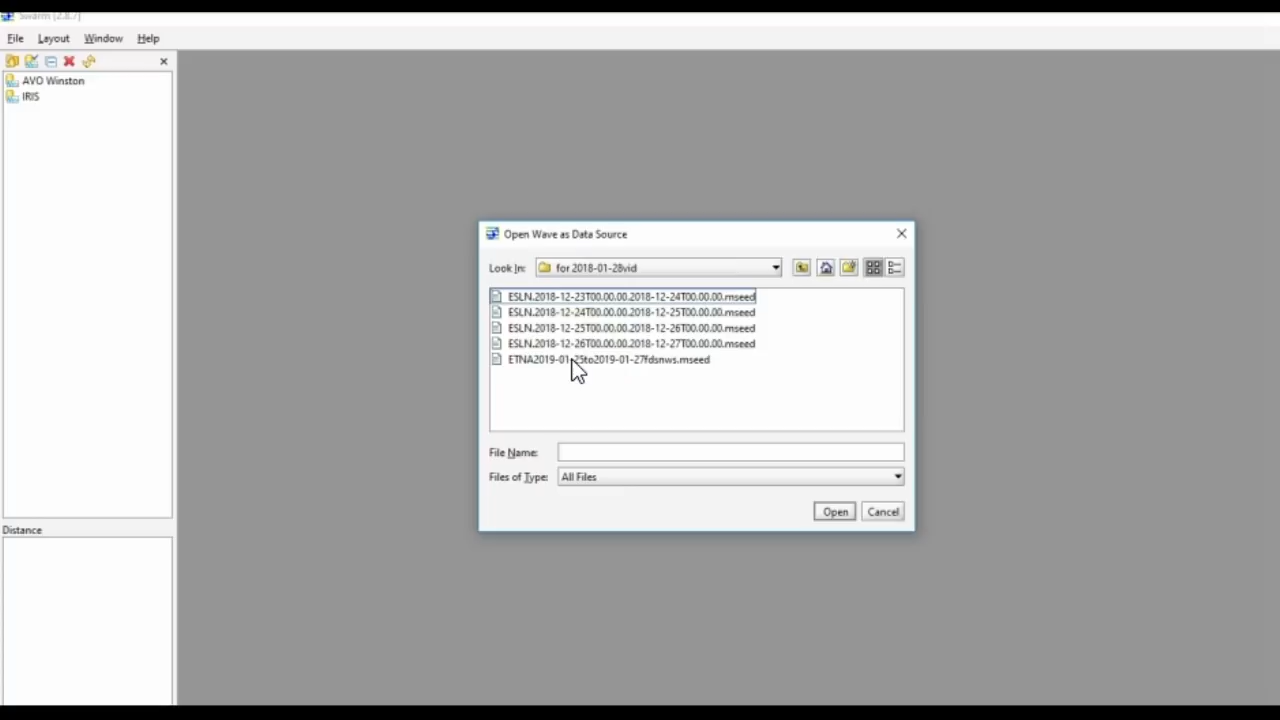 Swarm [2.8.7]
File Layout Window Help
AVO Winston
IRIS
Open Wave as Data Source
Look In: for 2018-01-28vid
ESLN.2018-12-23T00.00.00.2018-12-24T00.00.00.mseed
ESLN.2018-12-24T00.00.00.2018-12-25T00.00.00.mseed
ESLN.2018-12-25T00.00.00.2018-12-26T00.00.00.mseed
ESLN.2018-12-26T00.00.00.2018-12-27T00.00.00.mseed
ETNA2019-01-25to2019-01-27fdsnws.mseed
File Name:
Files of Type: All Files
Open Cancel
Distance